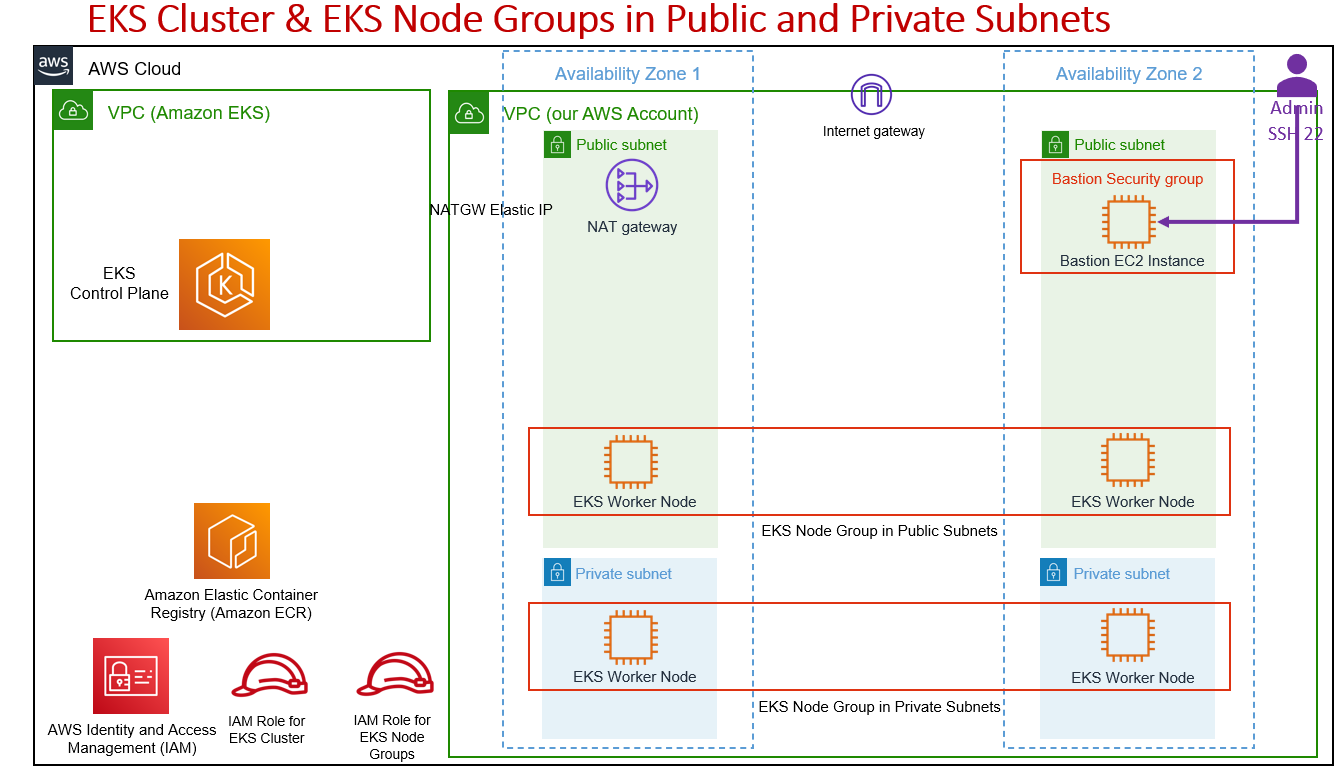 EKS Cluster & EKS Node Groups in Public and Private Subnets
aws
AWS Cloud
Availability Zone 1
Availability Zone 2
VPC (Amazon EKS)
VPC (our AWS Account)
Internet gateway
Admin
SSH 22
Public subnet
Public subnet
NATGW Elastic IP
NAT gateway
Bastion Security group
Bastion EC2 Instance
EKS
Control Plane
K
EKS Worker Node
EKS Worker Node
EKS Node Group in Public Subnets
Private subnet
Private subnet
EKS Worker Node
EKS Worker Node
EKS Node Group in Private Subnets
Amazon Elastic Container
Registry (Amazon ECR)
AWS Identity and Access
Management (IAM)
IAM Role for
EKS Cluster
IAM Role for
EKS Node
Groups